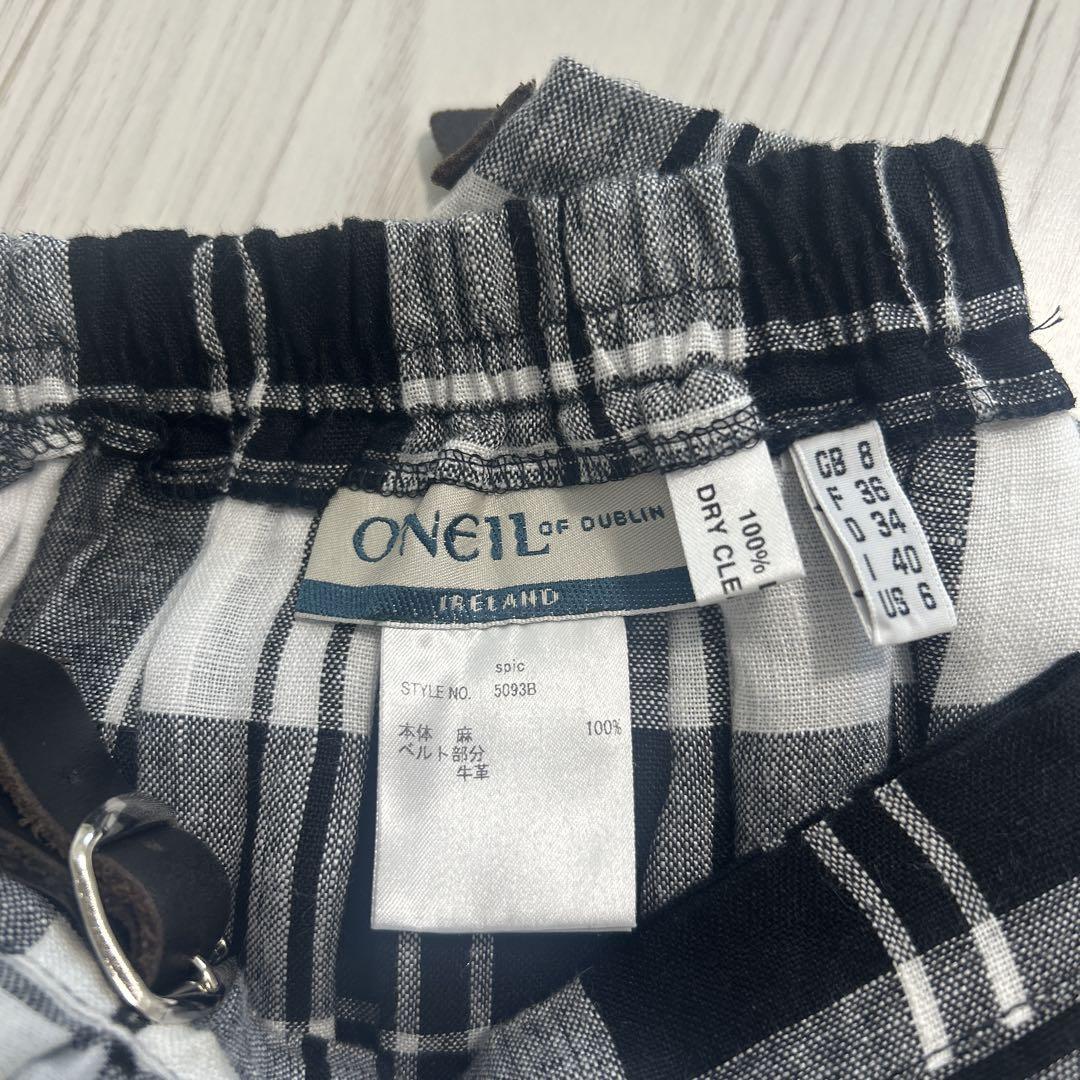 ONEIL OF DUBLIN
IRELAND
100%
DRY CLE
GB 8
F 36
D 34
I 40
US 6
spic
STYLE NO. 5093B
本体 麻 100%
ベルト部分
牛革